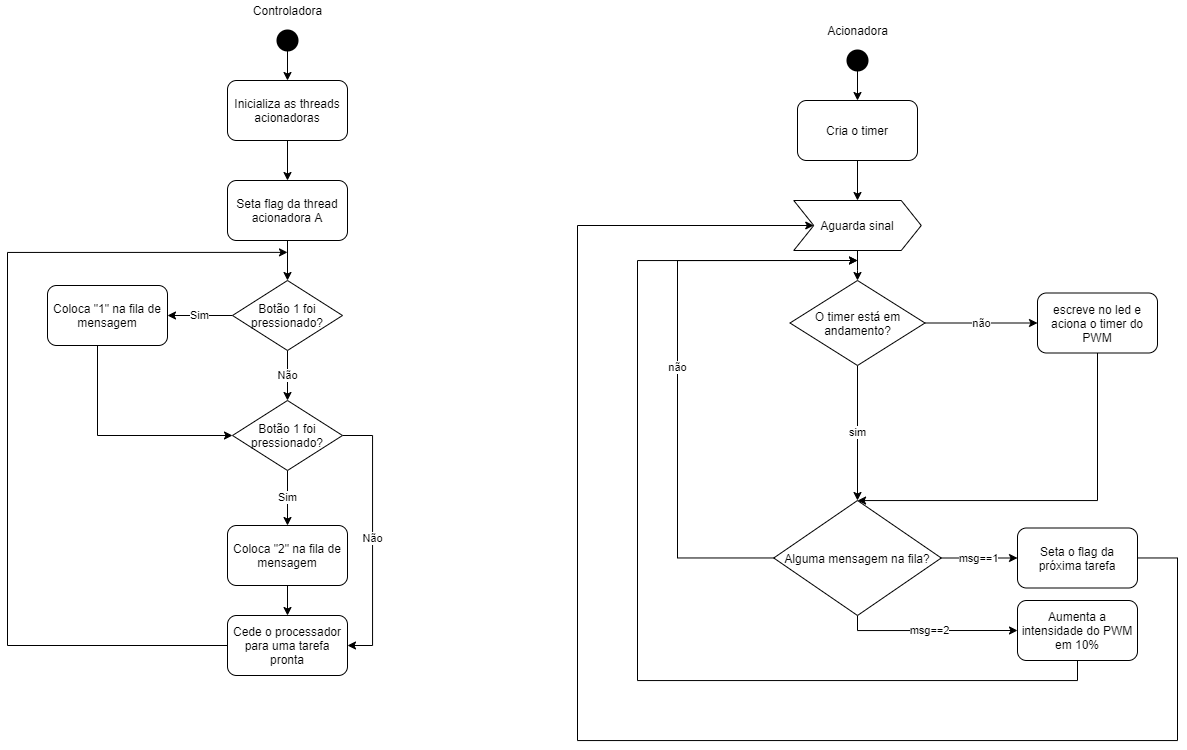 Controladora
Inicializa as threads
acionadoras
Seta flag da thread
acionadora A
Botão 1 foi
pressionado?
Sim
Coloca "1" na fila de
mensagem
Não
Botão 1 foi
pressionado?
Sim
Não
Coloca "2" na fila de
mensagem
Cede o processador
para uma tarefa
pronta
Acionadora
Cria o timer
Aguarda sinal
O timer está em
andamento?
não
escreve no led e
aciona o timer do
PWM
sim
não
Alguma mensagem na fila?
msg==1
Seta o flag da
próxima tarefa
msg==2
Aumenta a
intensidade do PWM
em 10%